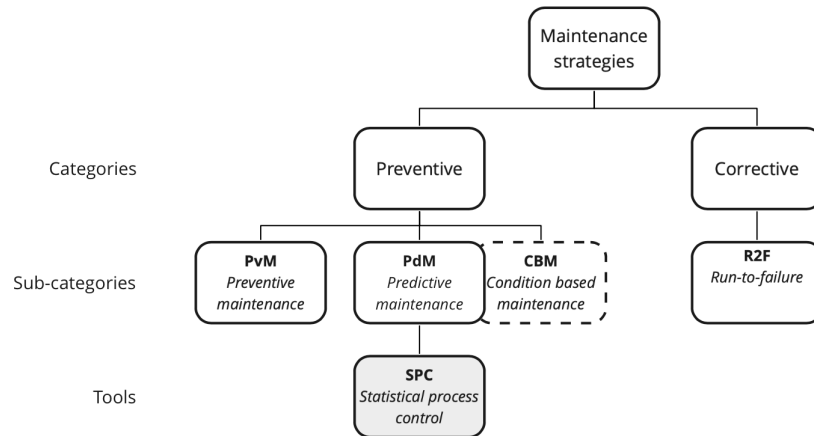 Maintenance
strategies
Categories
Preventive
Corrective
Sub-categories
PvM
Preventive
maintenance
PdM
Predictive
maintenance
CBM
Condition based
maintenance
R2F
Run-to-failure
Tools
SPC
Statistical process
control